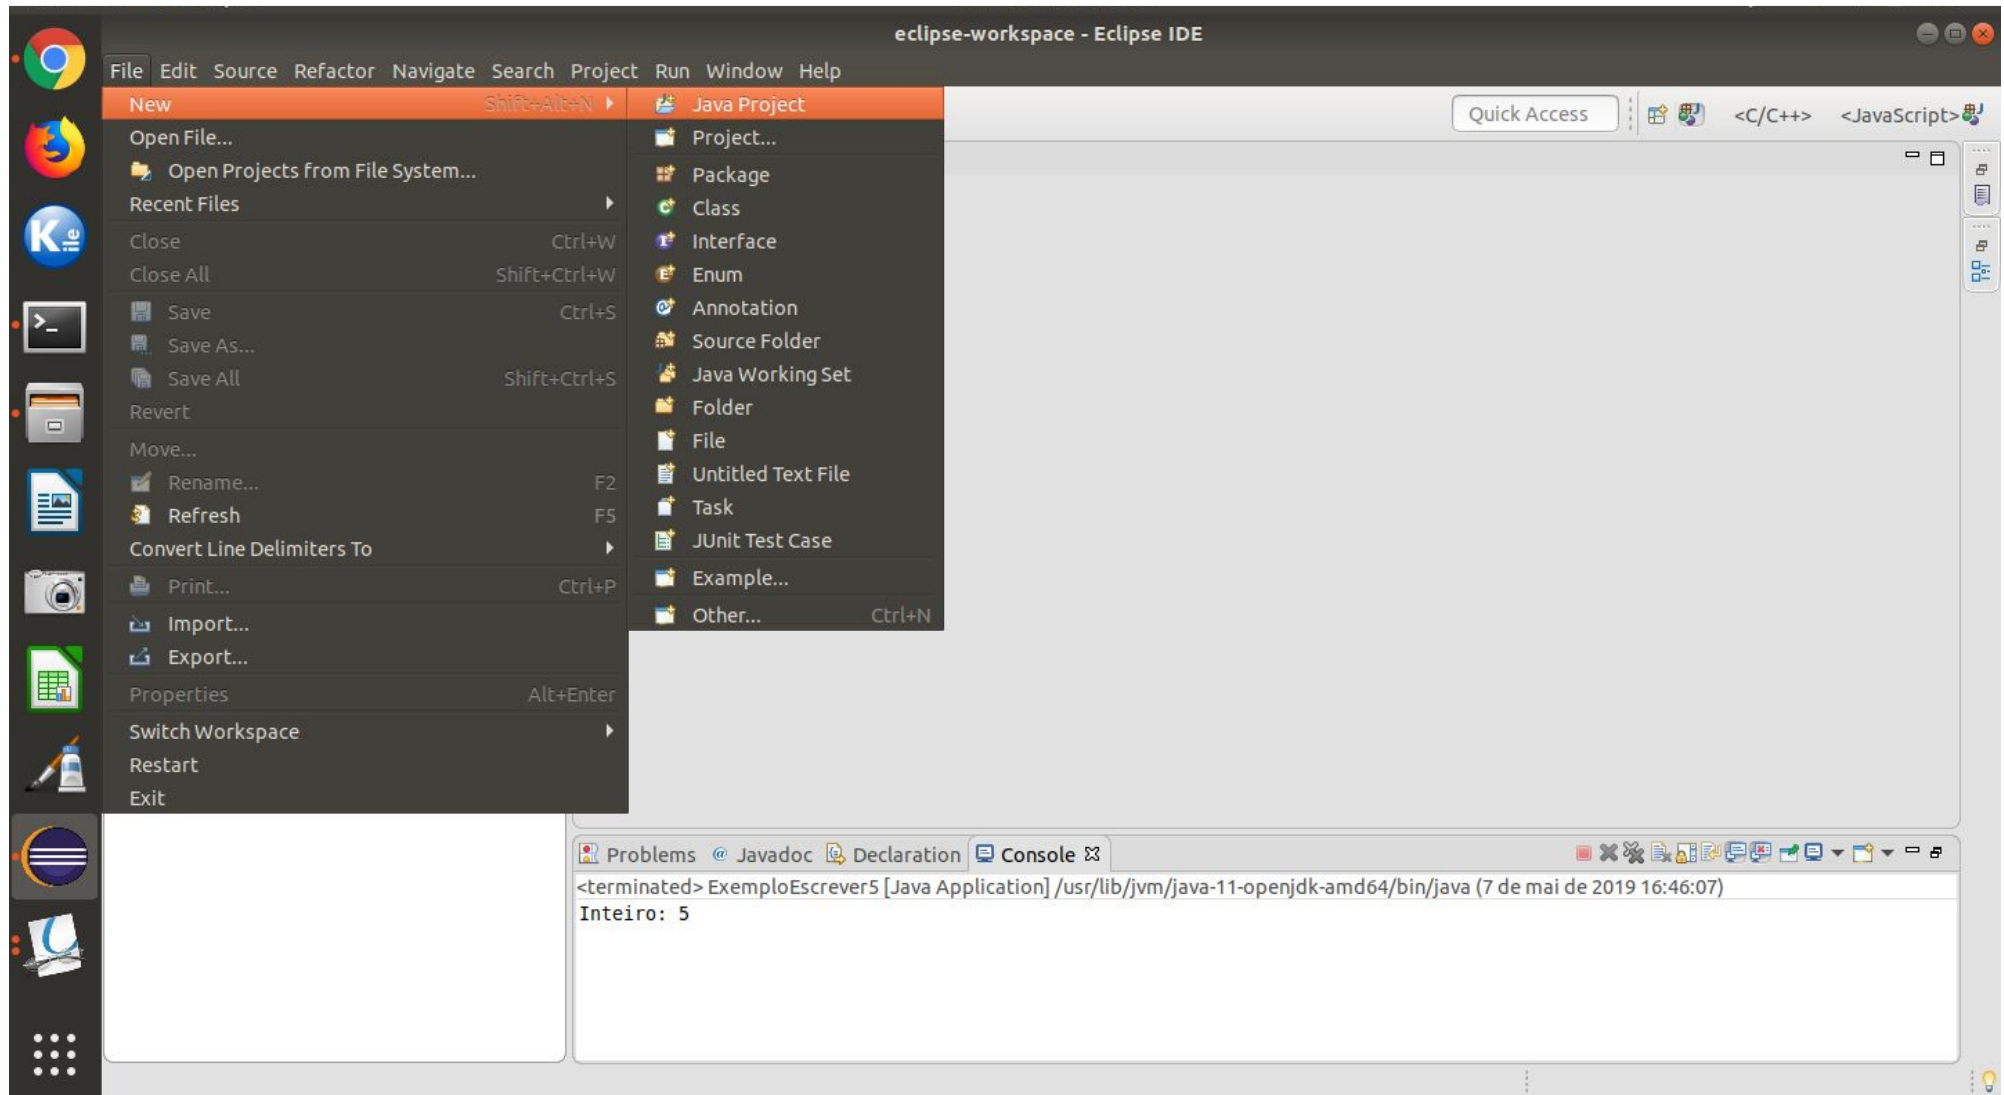 eclipse-workspace - Eclipse IDE
File Edit Source Refactor Navigate Search Project Run Window Help
New Shift+Alt+N
Open File...
Open Projects from File System...
Recent Files
Close Ctrl+W
Close All Shift+Ctrl+W
Save Ctrl+S
Save As...
Save All Shift+Ctrl+S
Revert
Move...
Rename... F2
Refresh F5
Convert Line Delimiters To
Print... Ctrl+P
Import...
Export...
Properties Alt+Enter
Switch Workspace
Restart
Exit
Java Project
Project...
Package
Class
Interface
Enum
Annotation
Source Folder
Java Working Set
Folder
File
Untitled Text File
Task
JUnit Test Case
Example...
Other... Ctrl+N
Quick Access <C/C++> <JavaScript>
Kile
Problems Javadoc Declaration Console
<terminated> ExemploEscrever5 [Java Application] /usr/lib/jvm/java-11-openjdk-amd64/bin/java (7 de mai de 2019 16:46:07)
Inteiro: 5